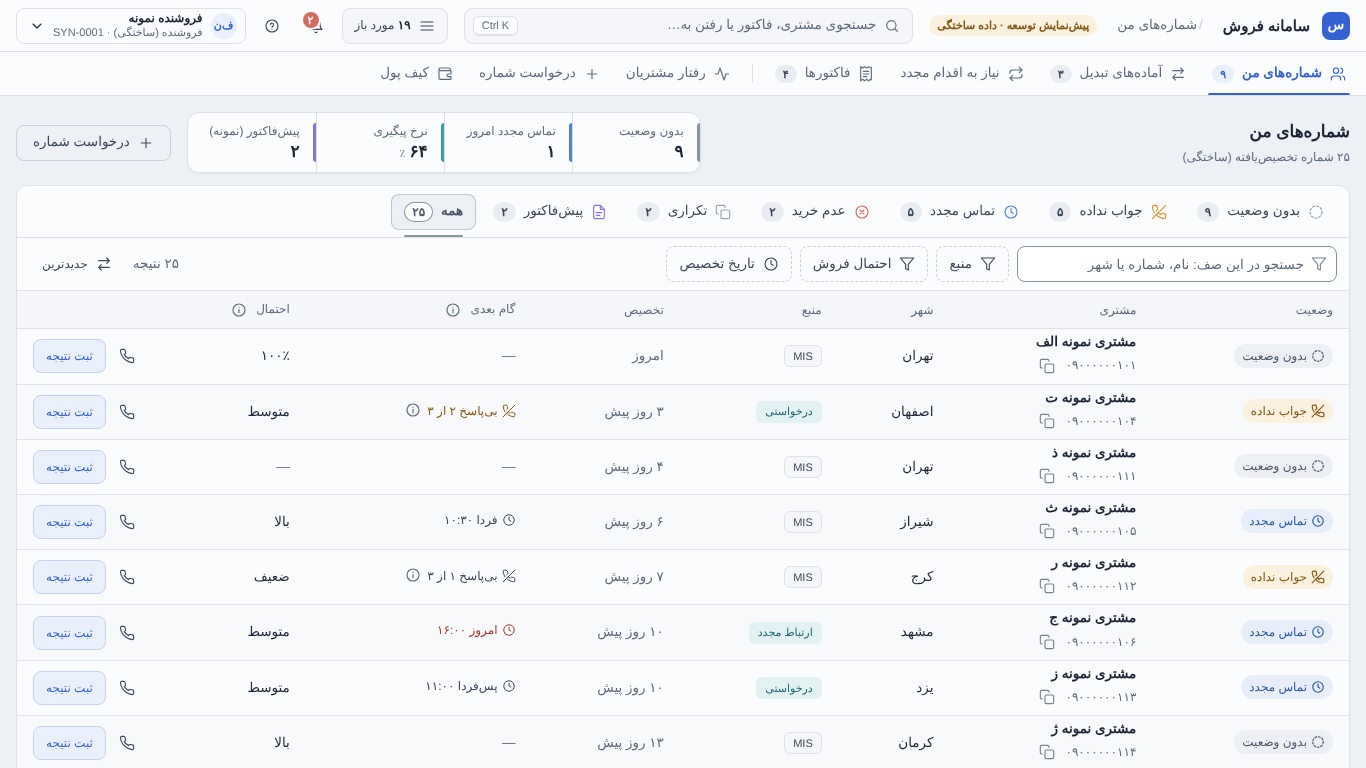 س سامانه فروش / شماره‌های من
پیش‌نمایش توسعه · داده ساختگی
جستجوی مشتری، فاکتور یا رفتن به… Ctrl K
۱۹ مورد باز
۲
ف‌ن فروشنده نمونه
فروشنده (ساختگی) · SYN-0001
شماره‌های من ۹ آماده‌های تبدیل ۳ نیاز به اقدام مجدد فاکتورها ۴ رفتار مشتریان درخواست شماره کیف پول
شماره‌های من
۲۵ شماره تخصیص‌یافته (ساختگی)
بدون وضعیت
۹
تماس مجدد امروز
۱
نرخ پیگیری
۶۴ ٪
پیش‌فاکتور (نمونه)
۲
درخواست شماره
بدون وضعیت ۹ جواب نداده ۵ تماس مجدد ۵ عدم خرید ۲ تکراری ۲ پیش‌فاکتور ۲ همه ۲۵
جستجو در این صف: نام، شماره یا شهر منبع احتمال فروش تاریخ تخصیص ۲۵ نتیجه جدیدترین
وضعیت مشتری شهر منبع تخصیص گام بعدی احتمال
بدون وضعیت مشتری نمونه الف تهران MIS امروز — ۱۰۰٪ ثبت نتیجه
۰۹۰۰۰۰۰۰۱۰۱
جواب نداده مشتری نمونه ت اصفهان درخواستی ۳ روز پیش بی‌پاسخ ۲ از ۳ متوسط ثبت نتیجه
۰۹۰۰۰۰۰۰۱۰۴
بدون وضعیت مشتری نمونه ذ تهران MIS ۴ روز پیش — — ثبت نتیجه
۰۹۰۰۰۰۰۰۱۱۱
تماس مجدد مشتری نمونه ث شیراز MIS ۶ روز پیش فردا ۱۰:۳۰ بالا ثبت نتیجه
۰۹۰۰۰۰۰۰۱۰۵
جواب نداده مشتری نمونه ر کرج MIS ۷ روز پیش بی‌پاسخ ۱ از ۳ ضعیف ثبت نتیجه
۰۹۰۰۰۰۰۰۱۱۲
تماس مجدد مشتری نمونه ج مشهد ارتباط مجدد ۱۰ روز پیش امروز ۱۶:۰۰ متوسط ثبت نتیجه
۰۹۰۰۰۰۰۰۱۰۶
تماس مجدد مشتری نمونه ز یزد درخواستی ۱۰ روز پیش پس‌فردا ۱۱:۰۰ متوسط ثبت نتیجه
۰۹۰۰۰۰۰۰۱۱۳
بدون وضعیت مشتری نمونه ژ کرمان MIS ۱۳ روز پیش — بالا ثبت نتیجه
۰۹۰۰۰۰۰۰۱۱۴